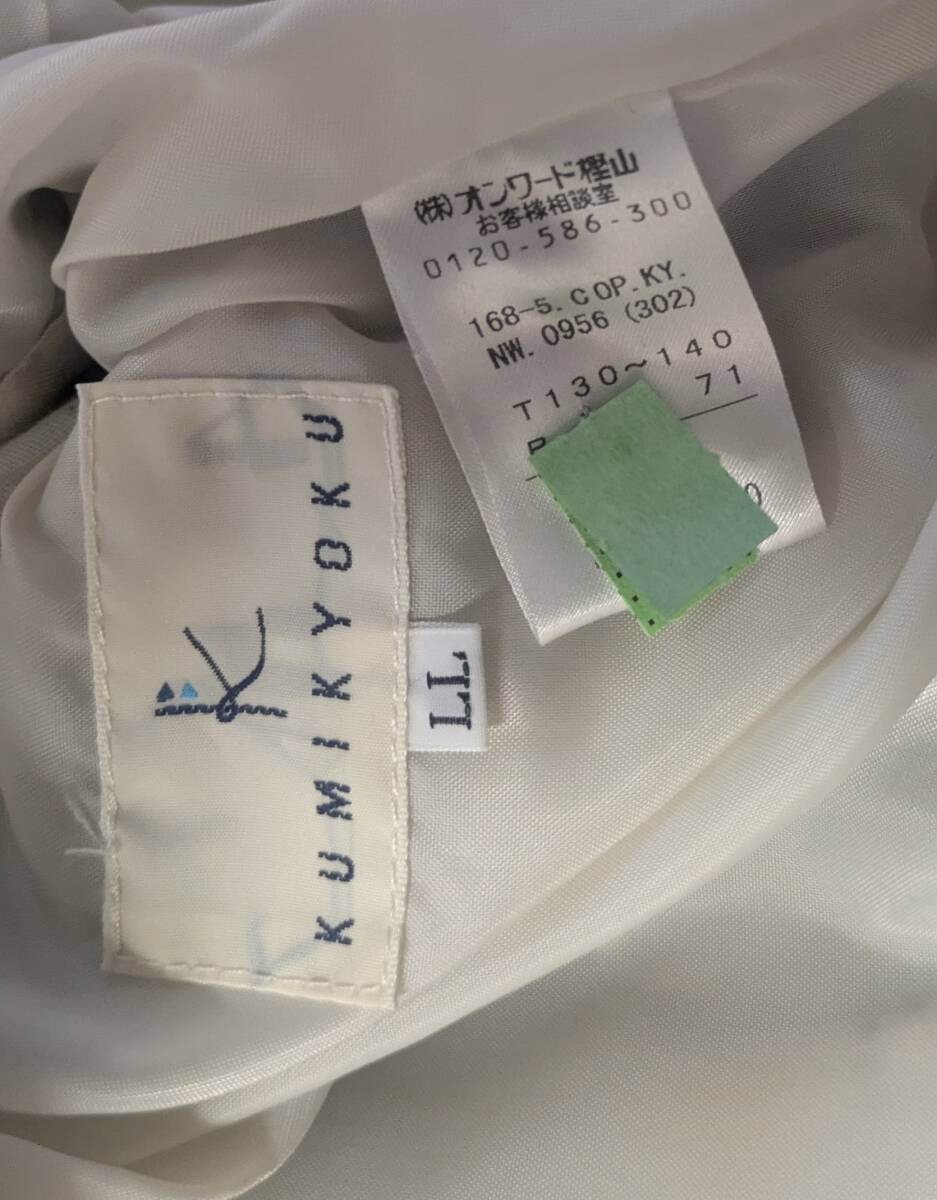 (株)オンワード樫山
お客様相談室
0120-586-300
168-5. COP.KY.
NW. 0956 (302)
T130~140
71
KUMIKYOKU
LL